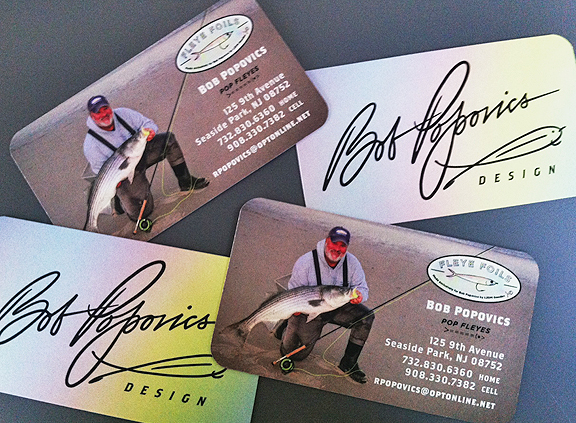 FLEYE FOILS
BOB POPOVICS
POP FLEYES
125 9th Avenue
Seaside Park, NJ 08752
732.830.6360 HOME
908.330.7382 CELL
RPOPOVICS@OPTONLINE.NET
Bob Popovics
DESIGN
Bob Popovics
DESIGN
FLEYE FOILS
BOB POPOVICS
POP FLEYES
125 9th Avenue
Seaside Park, NJ 08752
732.830.6360 HOME
908.330.7382 CELL
RPOPOVICS@OPTONLINE.NET